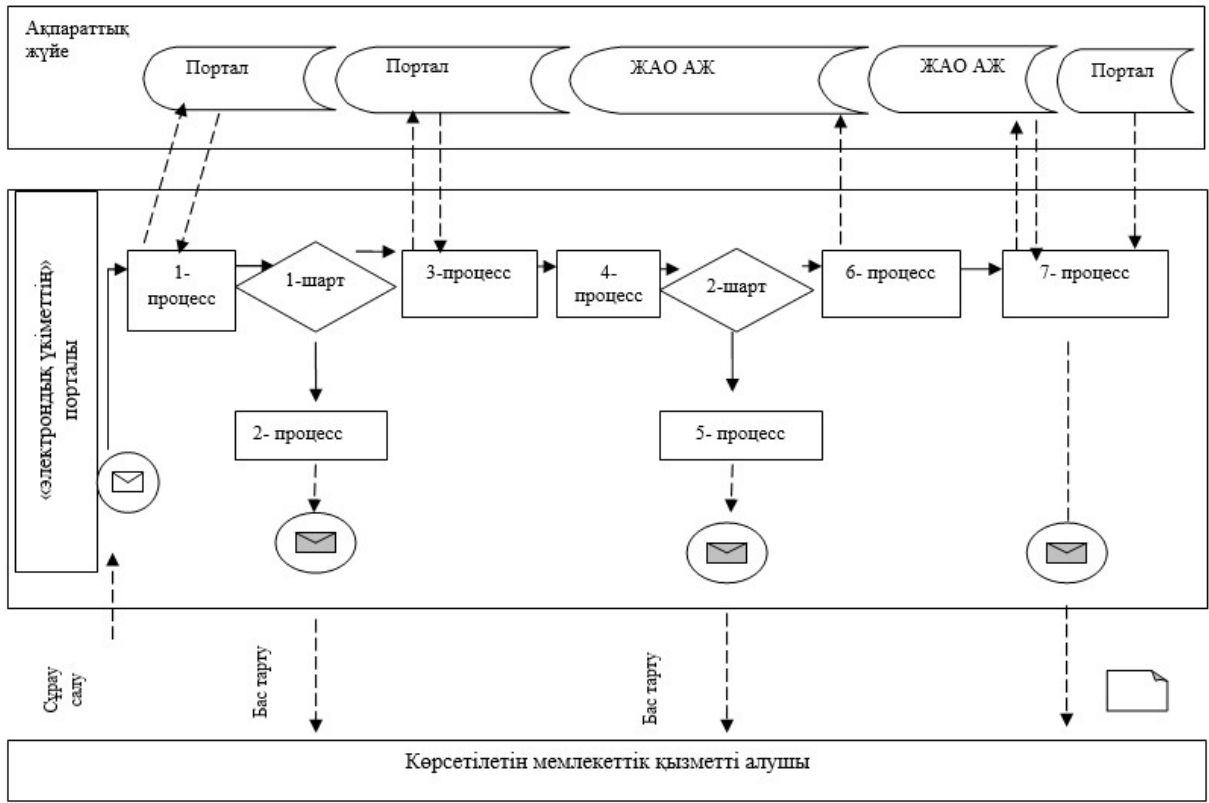 Ақпараттық
жүйе
Портал
Портал
ЖАО АЖ
ЖАО АЖ
Портал
«электрондық үкіметтің»
порталы
1-
процесс
1-шарт
3-процесс
4-
процесс
2-шарт
6- процесс
7- процесс
2- процесс
5- процесс
Сұрау
салу
Бас тарту
Бас тарту
Көрсетілетін мемлекеттік қызметті алушы